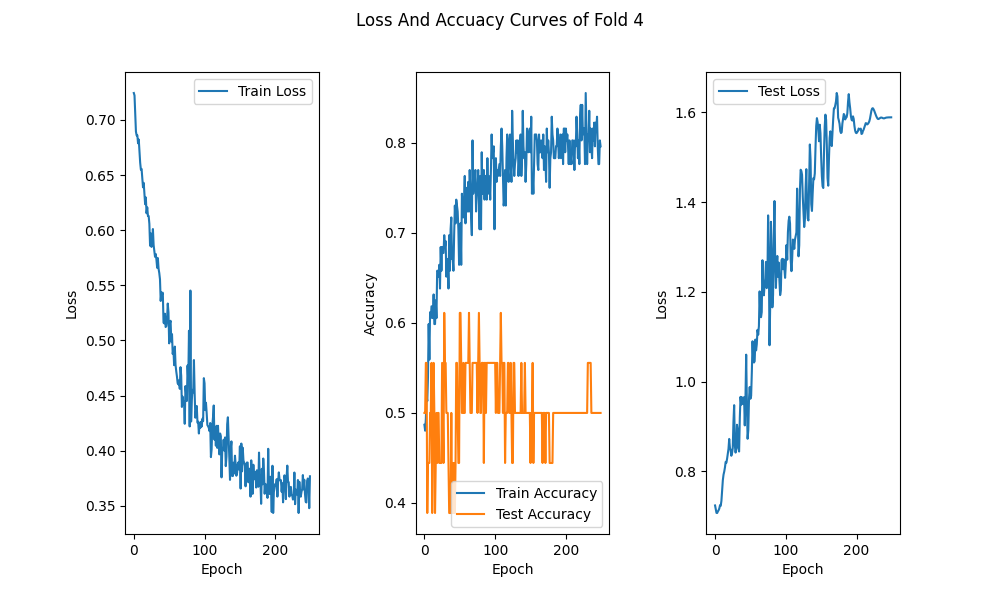 Loss And Accuacy Curves of Fold 4
Train Loss
0.70
0.65
0.60
0.55
0.50
0.45
0.40
0.35
Loss
0 100 200
Epoch
0.8
0.7
0.6
0.5
0.4
Accuracy
Train Accuracy
Test Accuracy
0 100 200
Epoch
Test Loss
1.6
1.4
1.2
1.0
0.8
Loss
0 100 200
Epoch